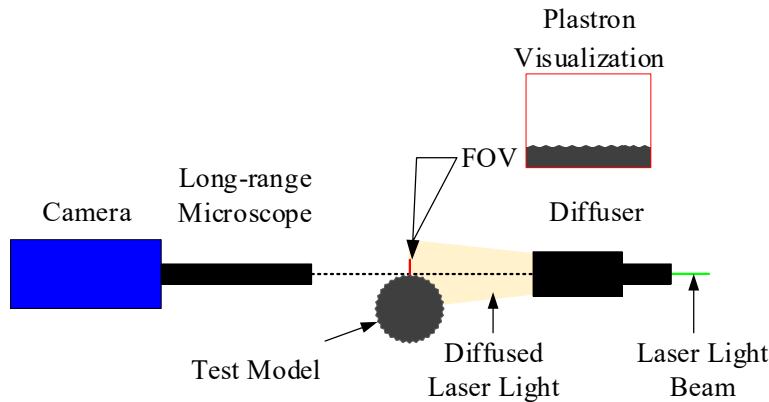 Plastron
Visualization
FOV
Long-range
Microscope
Camera
Diffuser
Test Model
Diffused
Laser Light
Laser Light
Beam